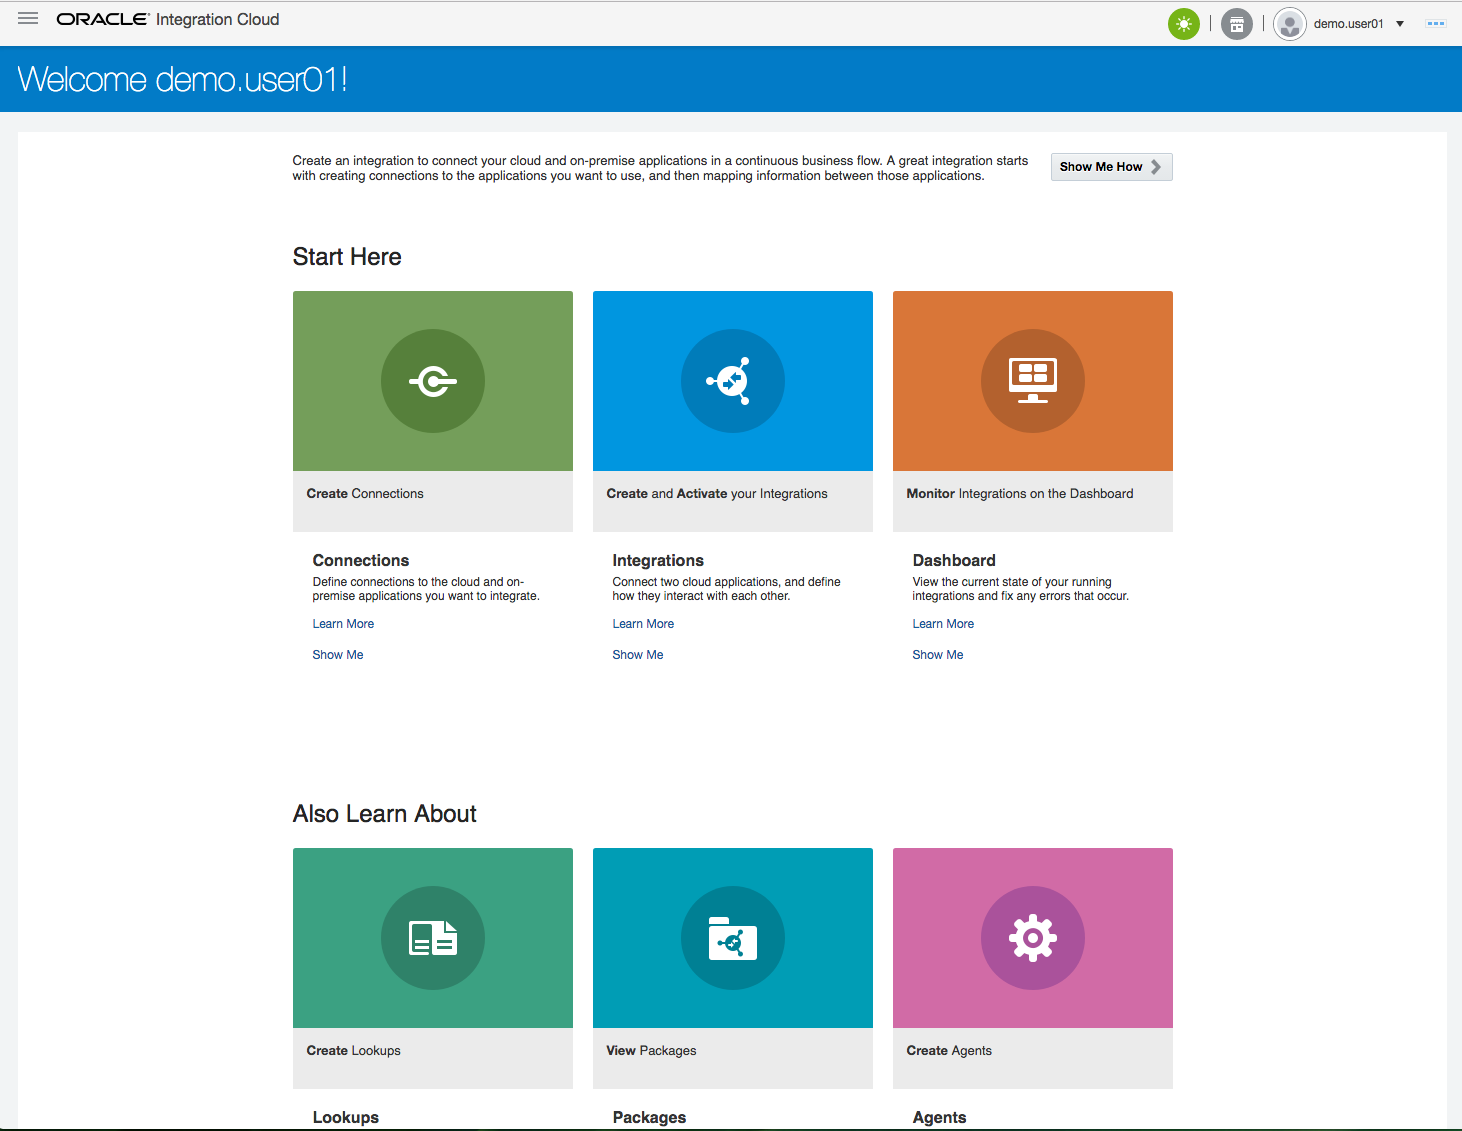 ORACLE Integration Cloud
demo.user01
Welcome demo.user01!
Create an integration to connect your cloud and on-premise applications in a continuous business flow. A great integration starts
with creating connections to the applications you want to use, and then mapping information between those applications.
Show Me How
Start Here
Create Connections
Create and Activate your Integrations
Monitor Integrations on the Dashboard
Connections
Define connections to the cloud and on-
premise applications you want to integrate.
Learn More
Show Me
Integrations
Connect two cloud applications, and define
how they interact with each other.
Learn More
Show Me
Dashboard
View the current state of your running
integrations and fix any errors that occur.
Learn More
Show Me
Also Learn About
Create Lookups
View Packages
Create Agents
Lookups
Packages
Agents